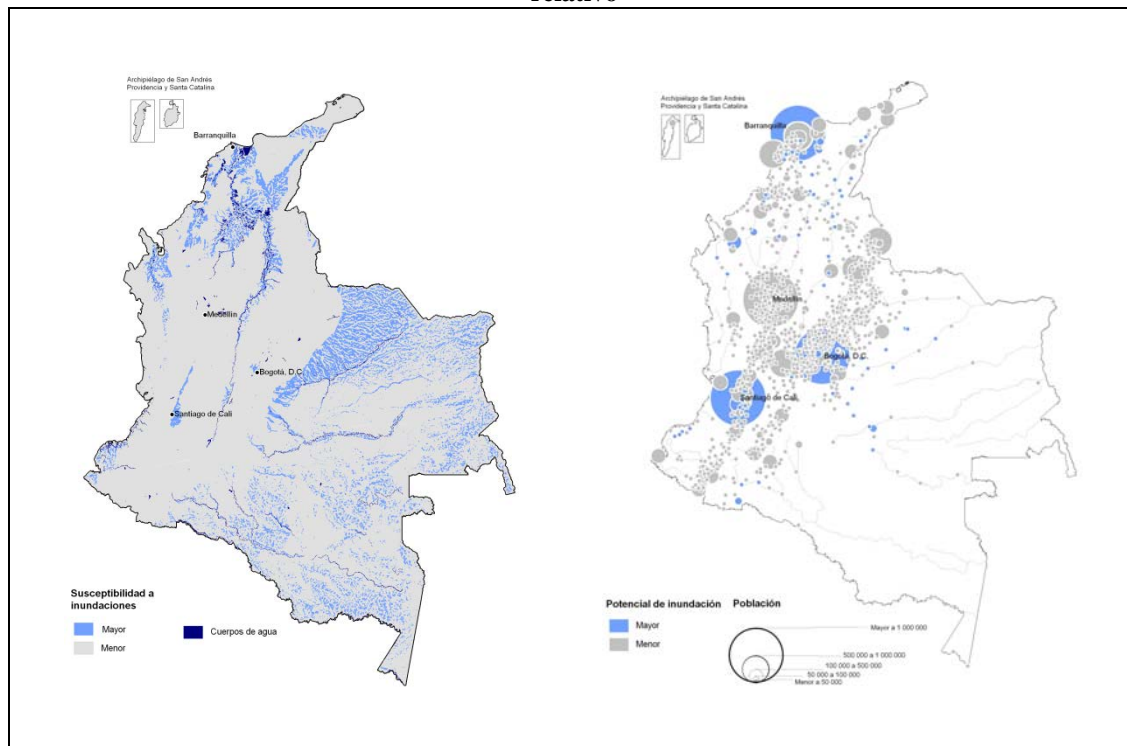 relativo
Archipiélago de San Andrés
Providencia y Santa Catalina
Barranquilla
Medellín
Bogotá, D.C.
Santiago de Cali
Susceptibilidad a
inundaciones
Mayor
Menor
Cuerpos de agua
Archipiélago de San Andrés
Providencia y Santa Catalina
Barranquilla
Medellín
Bogotá, D.C.
Santiago de Cali
Potencial de inundación
Mayor
Menor
Población
Mayor a 1 000 000
500 000 a 1 000 000
100 000 a 500 000
50 000 a 100 000
Menor a 50 000